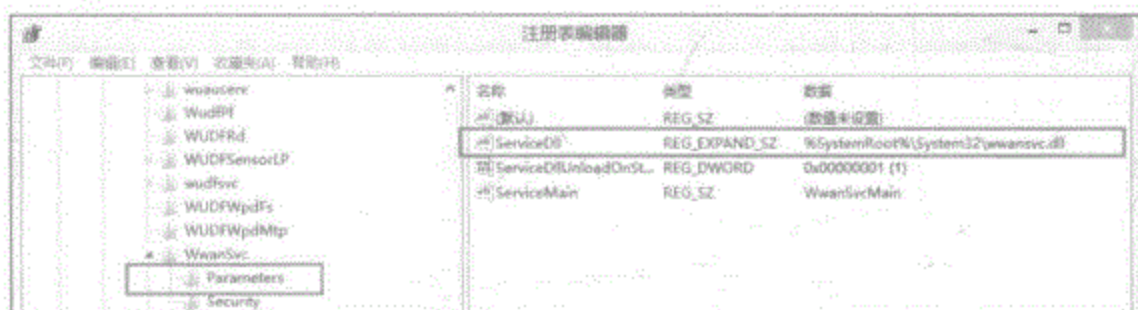 注册表编辑器
文件(F) 编辑(E) 查看(V) 收藏夹(A) 帮助(H)
wuauserv
WudfPf
WUDFRd
WUDFSensorLP
wudfsvc
WUDFWpdFs
WUDFWpdMtp
WwanSvc
Parameters
Security
名称 类型 数据
(默认) REG_SZ (数值未设置)
ServiceDll REG_EXPAND_SZ %SystemRoot%\System32\wwansvc.dll
ServiceDllUnloadOnSt... REG_DWORD 0x00000001 (1)
ServiceMain REG_SZ WwanSvcMain